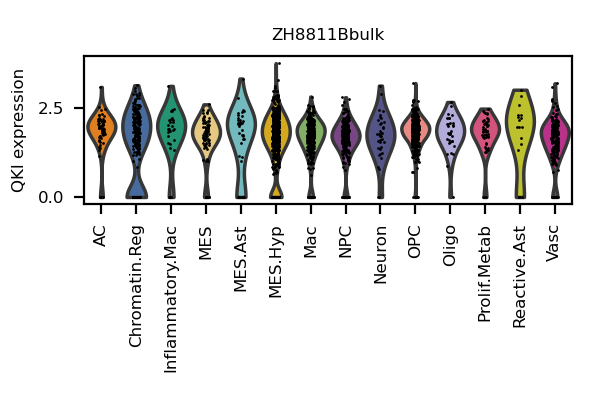 ZH8811Bbulk
QKI expression
2.5
0.0
AC
Chromatin.Reg
Inflammatory.Mac
MES
MES.Ast
MES.Hyp
Mac
NPC
Neuron
OPC
Oligo
Prolif.Metab
Reactive.Ast
Vasc